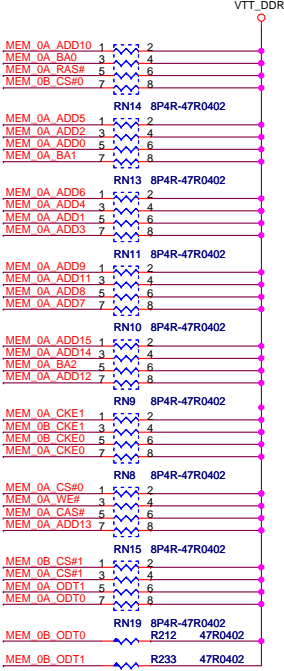 VTT_DDR
MEM_0A_ADD10 1 2
MEM_0A_BA0 3 4
MEM_0A_RAS# 5 6
MEM_0B_CS#0 7 8
RN14 8P4R-47R0402
MEM_0A_ADD5 1 2
MEM_0A_ADD2 3 4
MEM_0A_ADD0 5 6
MEM_0A_BA1 7 8
RN13 8P4R-47R0402
MEM_0A_ADD6 1 2
MEM_0A_ADD4 3 4
MEM_0A_ADD1 5 6
MEM_0A_ADD3 7 8
RN11 8P4R-47R0402
MEM_0A_ADD9 1 2
MEM_0A_ADD11 3 4
MEM_0A_ADD8 5 6
MEM_0A_ADD7 7 8
RN10 8P4R-47R0402
MEM_0A_ADD15 1 2
MEM_0A_ADD14 3 4
MEM_0A_BA2 5 6
MEM_0A_ADD12 7 8
RN9 8P4R-47R0402
MEM_0A_CKE1 1 2
MEM_0B_CKE1 3 4
MEM_0B_CKE0 5 6
MEM_0A_CKE0 7 8
RN8 8P4R-47R0402
MEM_0A_CS#0 1 2
MEM_0A_WE# 3 4
MEM_0A_CAS# 5 6
MEM_0A_ADD13 7 8
RN15 8P4R-47R0402
MEM_0B_CS#1 1 2
MEM_0A_CS#1 3 4
MEM_0A_ODT1 5 6
MEM_0A_ODT0 7 8
RN19 8P4R-47R0402
MEM_0B_ODT0 R212 47R0402
MEM_0B_ODT1 R233 47R0402